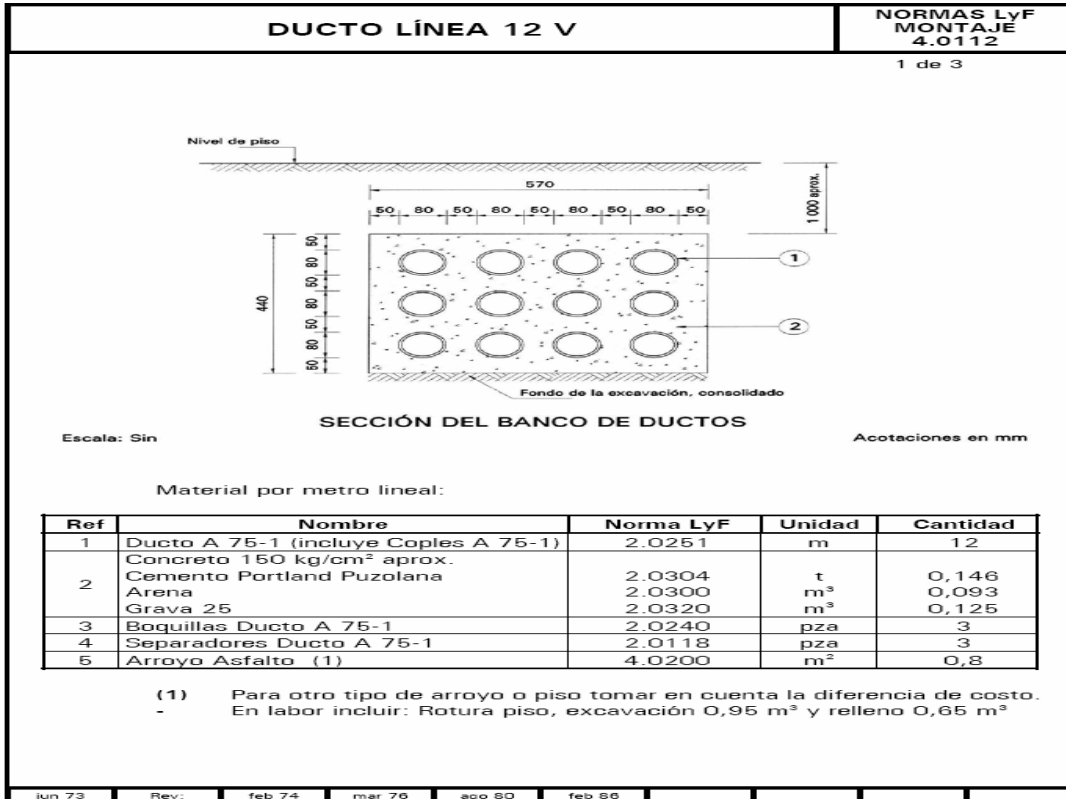 DUCTO LÍNEA 12 V
NORMAS LyF
MONTAJE
4.0112
1 de 3
Nivel de piso
570
1 000 aprox.
50 80 50 80 50 80 50 80 50
440
50 80 50 80 50 80 50
1
2
Fondo de la excavación, consolidado
SECCIÓN DEL BANCO DE DUCTOS
Escala: Sin
Acotaciones en mm
Material por metro lineal:
Ref Nombre Norma LyF Unidad Cantidad
1 Ducto A 75-1 (incluye Coples A 75-1) 2.0251 m 12
2 Concreto 150 kg/cm² aprox.
Cemento Portland Puzolana 2.0304 t 0,146
Arena 2.0300 m³ 0,093
Grava 25 2.0320 m³ 0,125
3 Boquillas Ducto A 75-1 2.0240 pza 3
4 Separadores Ducto A 75-1 2.0118 pza 3
5 Arroyo Asfalto (1) 4.0200 m² 0,8
(1) Para otro tipo de arroyo o piso tomar en cuenta la diferencia de costo.
- En labor incluir: Rotura piso, excavación 0,95 m³ y relleno 0,65 m³
jun 73 Rev: feb 74 mar 76 ago 80 feb 86